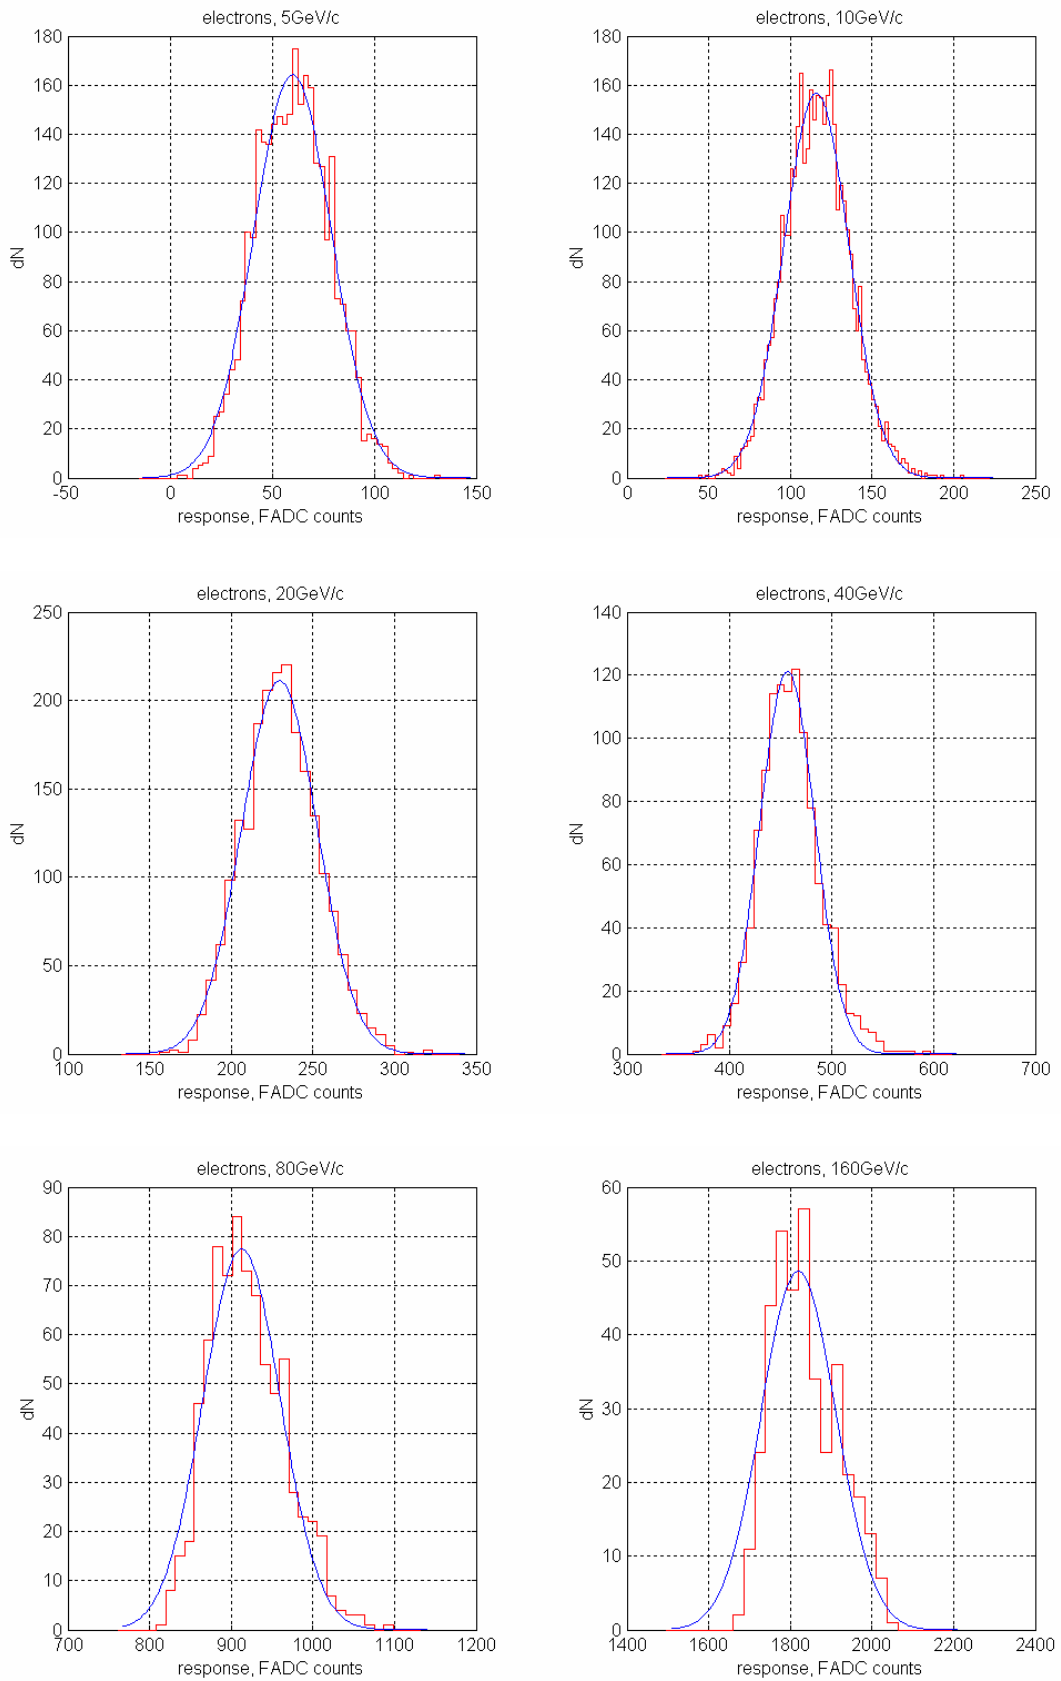 electrons, 5GeV/c
180
160
140
120
100
80
60
40
20
0
dN
-50 0 50 100 150
response, FADC counts
electrons, 10GeV/c
180
160
140
120
100
80
60
40
20
0
dN
0 50 100 150 200 250
response, FADC counts
electrons, 20GeV/c
250
200
150
100
50
0
dN
100 150 200 250 300 350
response, FADC counts
electrons, 40GeV/c
140
120
100
80
60
40
20
0
dN
300 400 500 600 700
response, FADC counts
electrons, 80GeV/c
90
80
70
60
50
40
30
20
10
0
dN
700 800 900 1000 1100 1200
response, FADC counts
electrons, 160GeV/c
60
50
40
30
20
10
0
dN
1400 1600 1800 2000 2200 2400
response, FADC counts